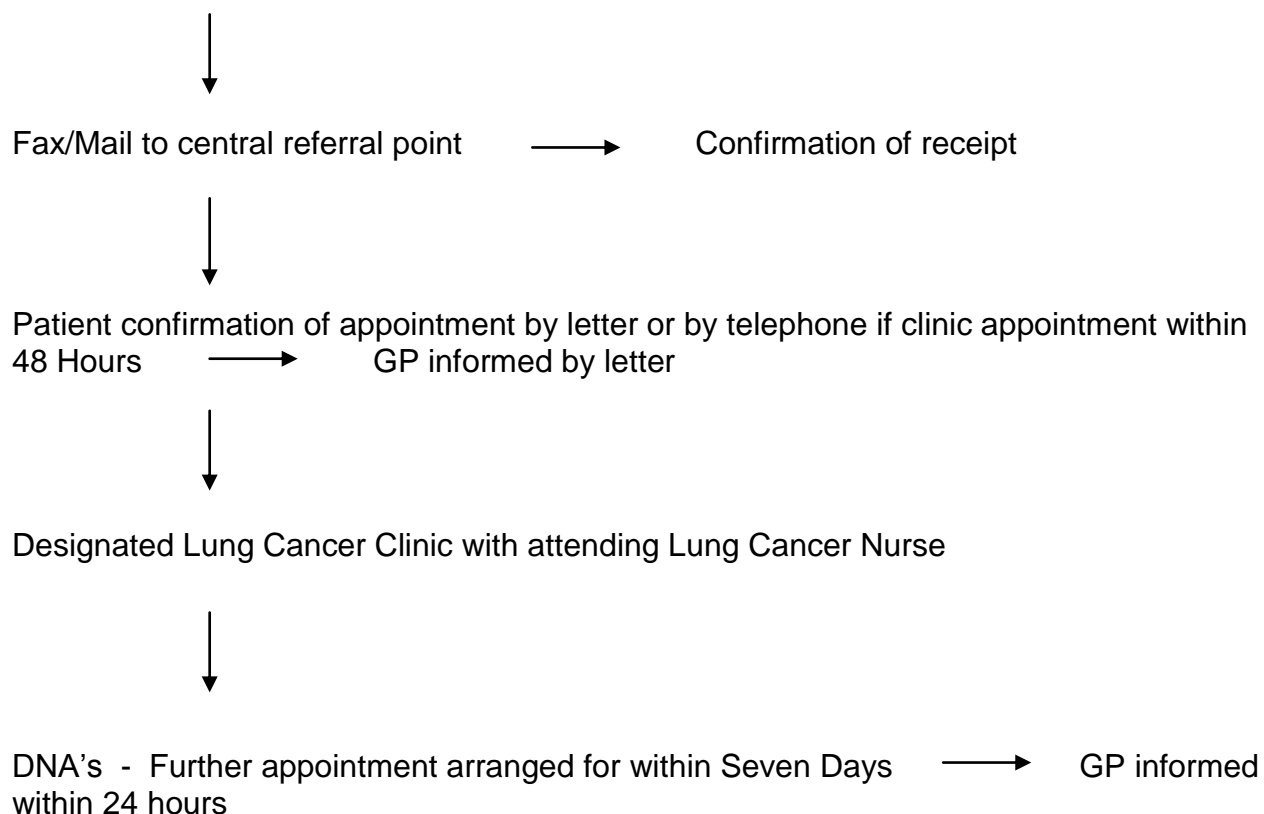 Fax/Mail to central referral point Confirmation of receipt
Patient confirmation of appointment by letter or by telephone if clinic appointment within
48 Hours GP informed by letter
Designated Lung Cancer Clinic with attending Lung Cancer Nurse
DNA's - Further appointment arranged for within Seven Days GP informed
within 24 hours